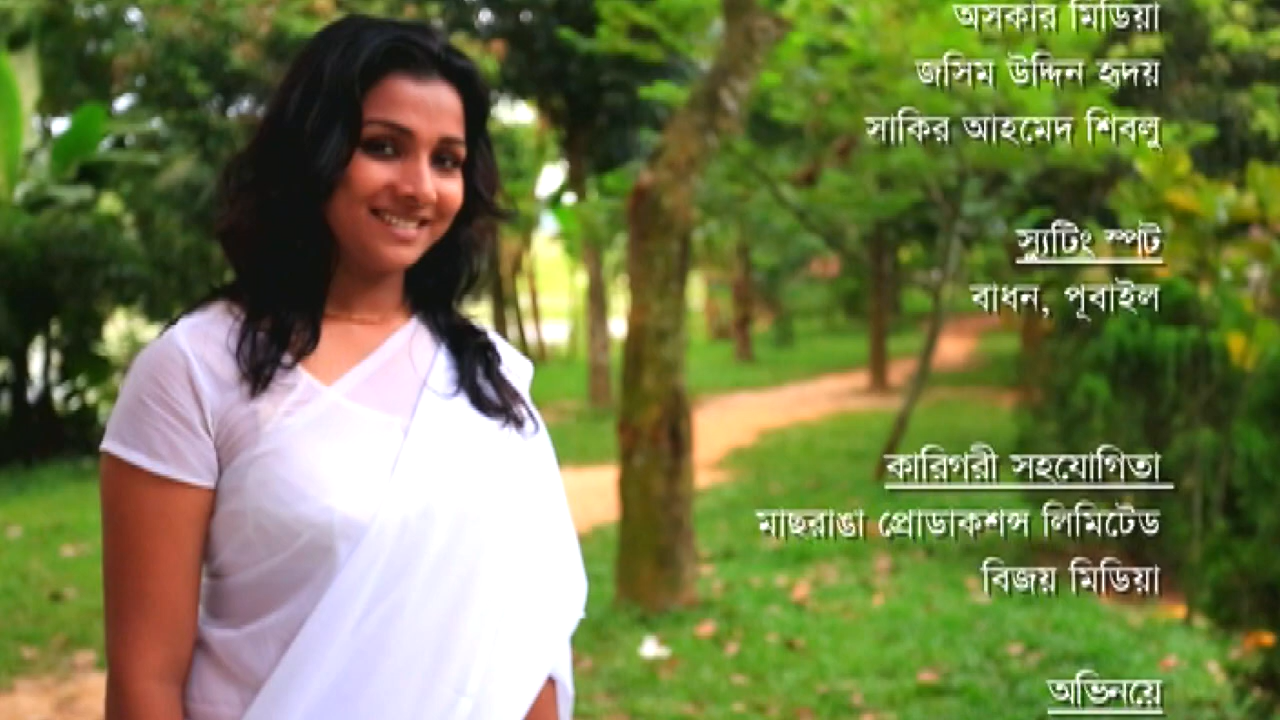 অসকার মিডিয়া
জসিম উদ্দিন হৃদয়
সাকির আহমেদ শিবলু
স্যুটিং স্পট
বাধন, পূবাইল
কারিগরী সহযোগিতা
মাছরাঙা প্রোডাকশন্স লিমিটেড
বিজয় মিডিয়া
অভিনয়ে